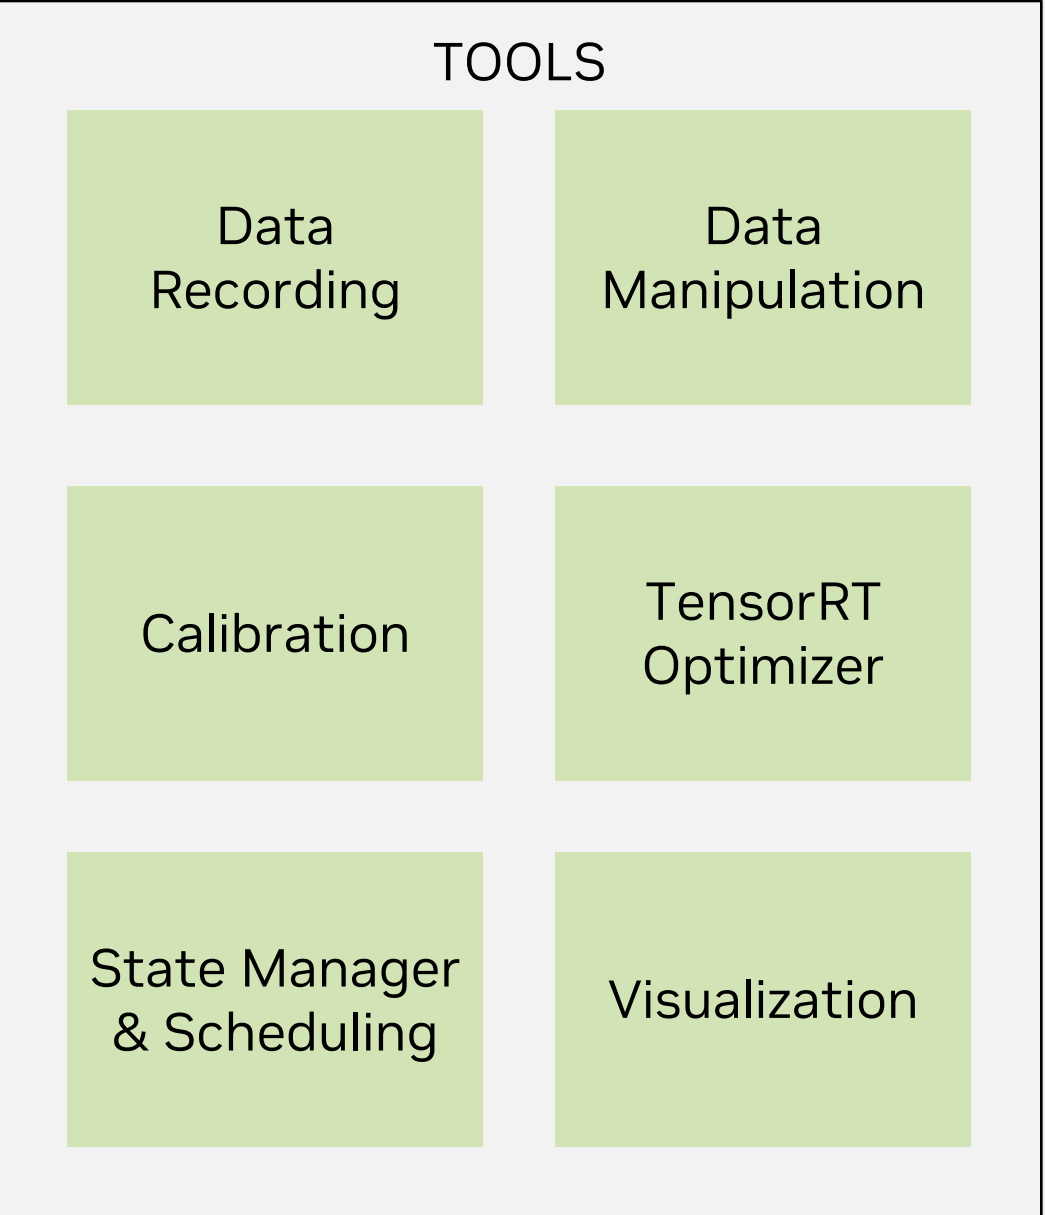 TOOLS
Data
Recording
Data
Manipulation
Calibration
TensorRT
Optimizer
State Manager
& Scheduling
Visualization